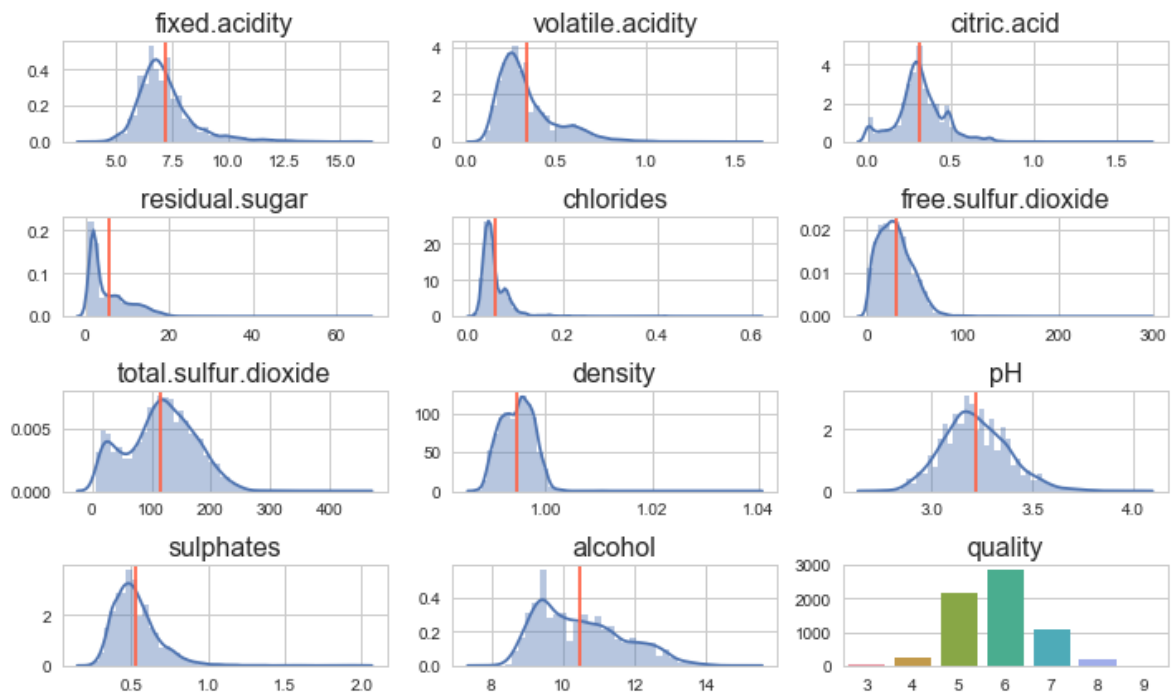 fixed.acidity
0.4
0.2
0.0
5.0 7.5 10.0 12.5 15.0
volatile.acidity
4
2
0
0.0 0.5 1.0 1.5
citric.acid
4
2
0
0.0 0.5 1.0 1.5
residual.sugar
0.2
0.1
0.0
0 20 40 60
chlorides
20
10
0
0.0 0.2 0.4 0.6
free.sulfur.dioxide
0.02
0.01
0.00
0 100 200 300
total.sulfur.dioxide
0.005
0.000
0 100 200 300 400
density
100
50
0
1.00 1.02 1.04
pH
2
0
3.0 3.5 4.0
sulphates
2
0
0.5 1.0 1.5 2.0
alcohol
0.4
0.2
0.0
8 10 12 14
quality
3000
2000
1000
0
3 4 5 6 7 8 9